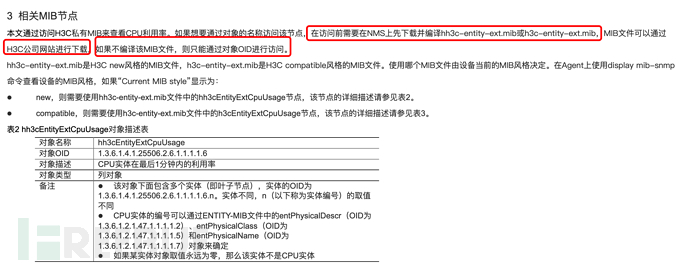 3 相关MIB节点
本文通过访问H3C私有MIB来查看CPU利用率。如果想要通过对象的名称访问该节点，在访问前需要在NMS上先下载并编译hh3c-entity-ext.mib或h3c-entity-ext.mib，MIB文件可以通过
H3C公司网站进行下载。如果不编译该MIB文件，则只能通过对象OID进行访问。
hh3c-entity-ext.mib是H3C new风格的MIB文件，h3c-entity-ext.mib是H3C compatible风格的MIB文件。使用哪个MIB文件由设备当前的MIB风格决定。在Agent上使用display mib-snmp
命令查看设备的MIB风格，如果“Current MIB style”显示为：
● new，则需要使用hh3c-entity-ext.mib文件中的hh3cEntityExtCpuUsage节点，该节点的详细描述请参见表2。
● compatible，则需要使用h3c-entity-ext.mib文件中的h3cEntityExtCpuUsage节点，该节点的详细描述请参见表3。
表2 hh3cEntityExtCpuUsage对象描述表
对象名称 hh3cEntityExtCpuUsage
对象OID 1.3.6.1.4.1.25506.2.6.1.1.1.1.6
对象描述 CPU实体在最后1分钟内的利用率
对象类型 列对象
备注 ● 该对象下面包含多个实体（即叶子节点），实体的OID为
1.3.6.1.4.1.25506.2.6.1.1.1.1.6.n。实体不同，n（以下称为实体编号）的取值
不同
● CPU实体的编号可以通过ENTITY-MIB文件中的entPhysicalDescr（OID为
1.3.6.1.2.1.47.1.1.1.1.2）、entPhysicalClass（OID为
1.3.6.1.2.1.47.1.1.1.1.5）和entPhysicalName（OID为
1.3.6.1.2.1.47.1.1.1.1.7）对象来确定
● 如果某实体对象取值永远为零，那么该实体不是CPU实体